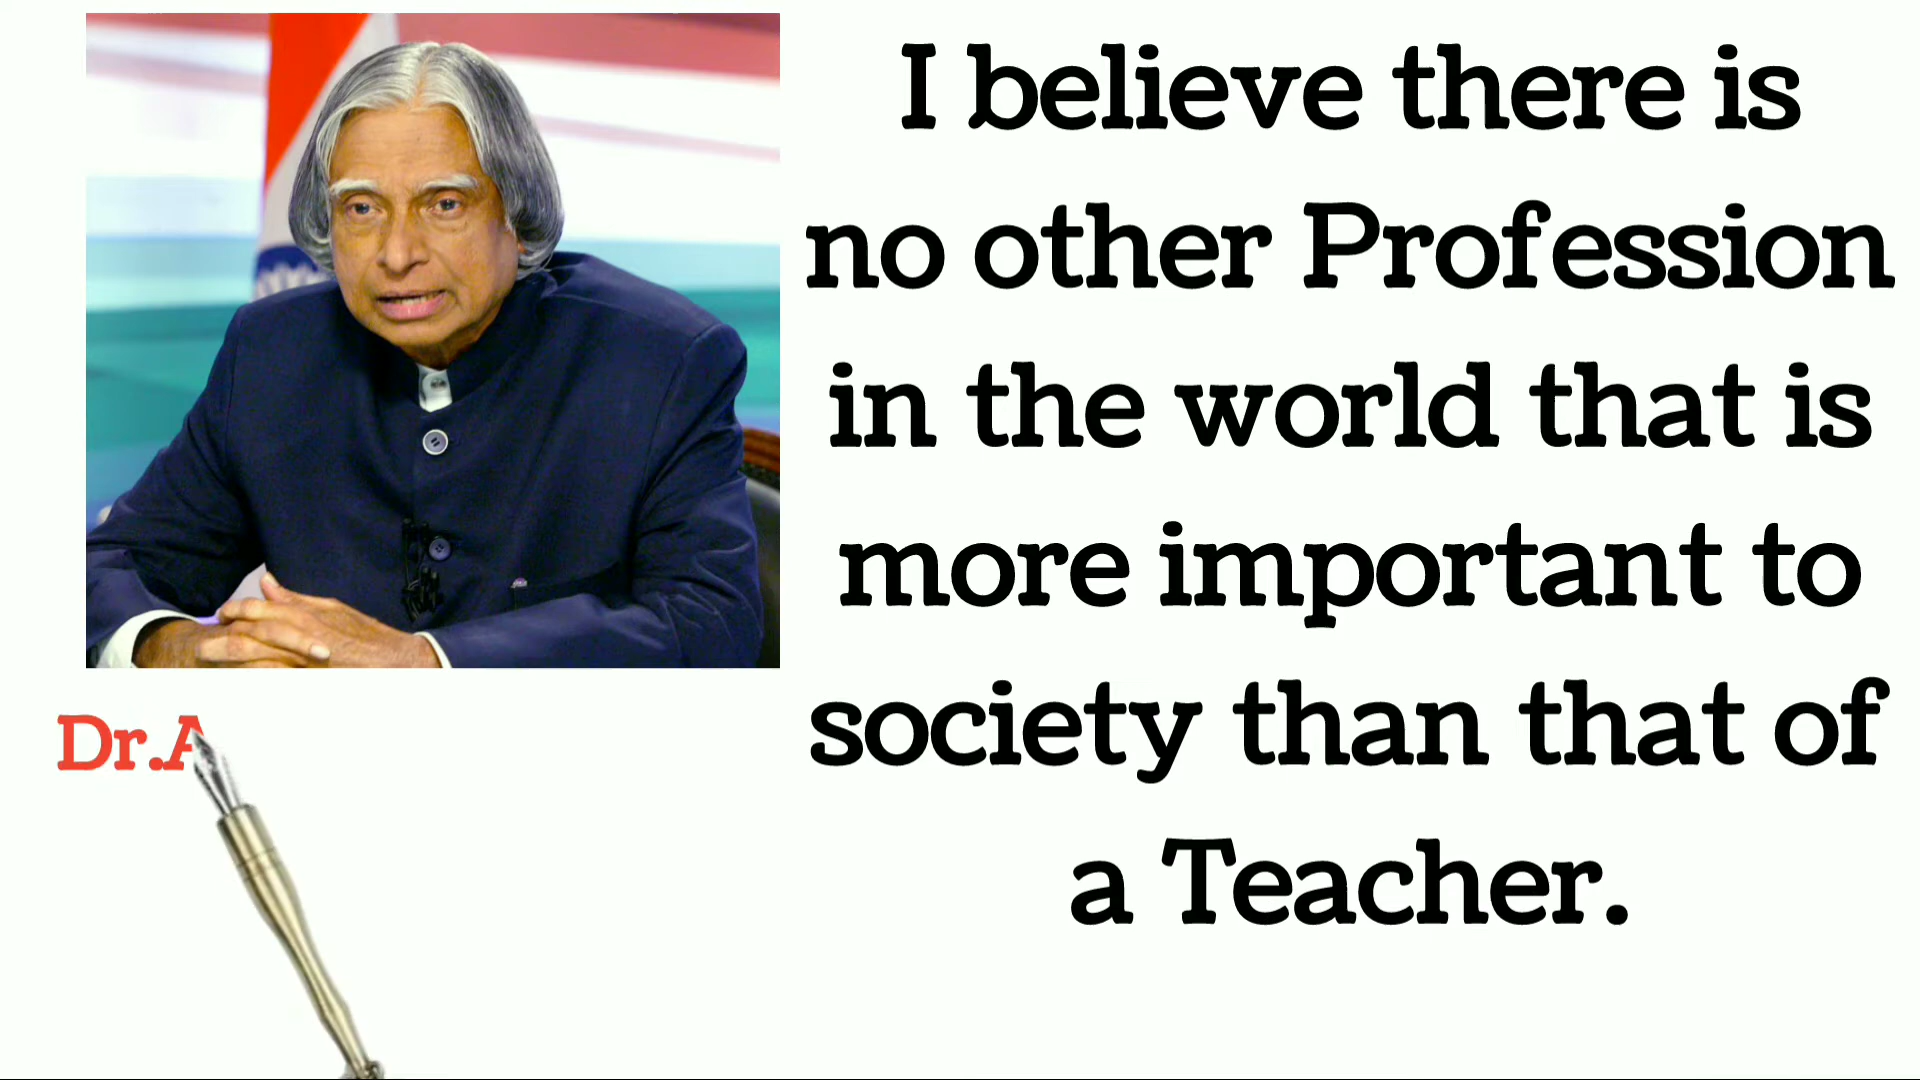 I believe there is
no other Profession
in the world that is
more important to
society than that of
a Teacher.
Dr.A